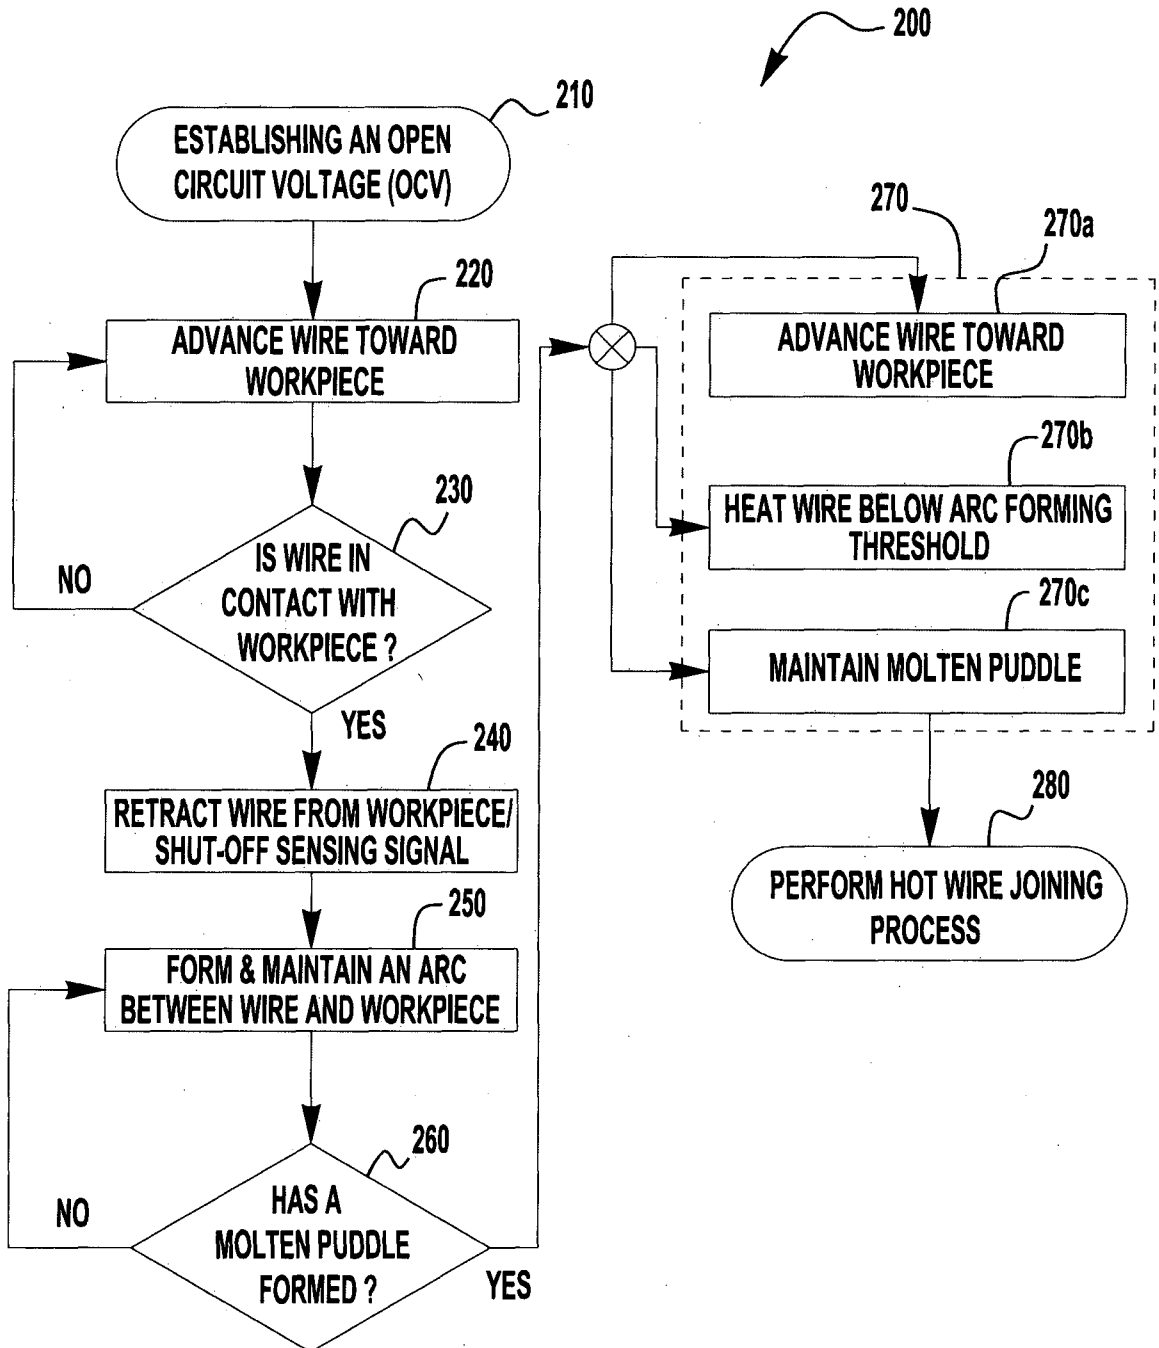 200
210
ESTABLISHING AN OPEN
CIRCUIT VOLTAGE (OCV)
220
ADVANCE WIRE TOWARD
WORKPIECE
230
IS WIRE IN
CONTACT WITH
WORKPIECE ?
NO
YES
240
RETRACT WIRE FROM WORKPIECE/
SHUT-OFF SENSING SIGNAL
250
FORM & MAINTAIN AN ARC
BETWEEN WIRE AND WORKPIECE
260
HAS A
MOLTEN PUDDLE
FORMED ?
NO
YES
270
270a
ADVANCE WIRE TOWARD
WORKPIECE
270b
HEAT WIRE BELOW ARC FORMING
THRESHOLD
270c
MAINTAIN MOLTEN PUDDLE
280
PERFORM HOT WIRE JOINING
PROCESS